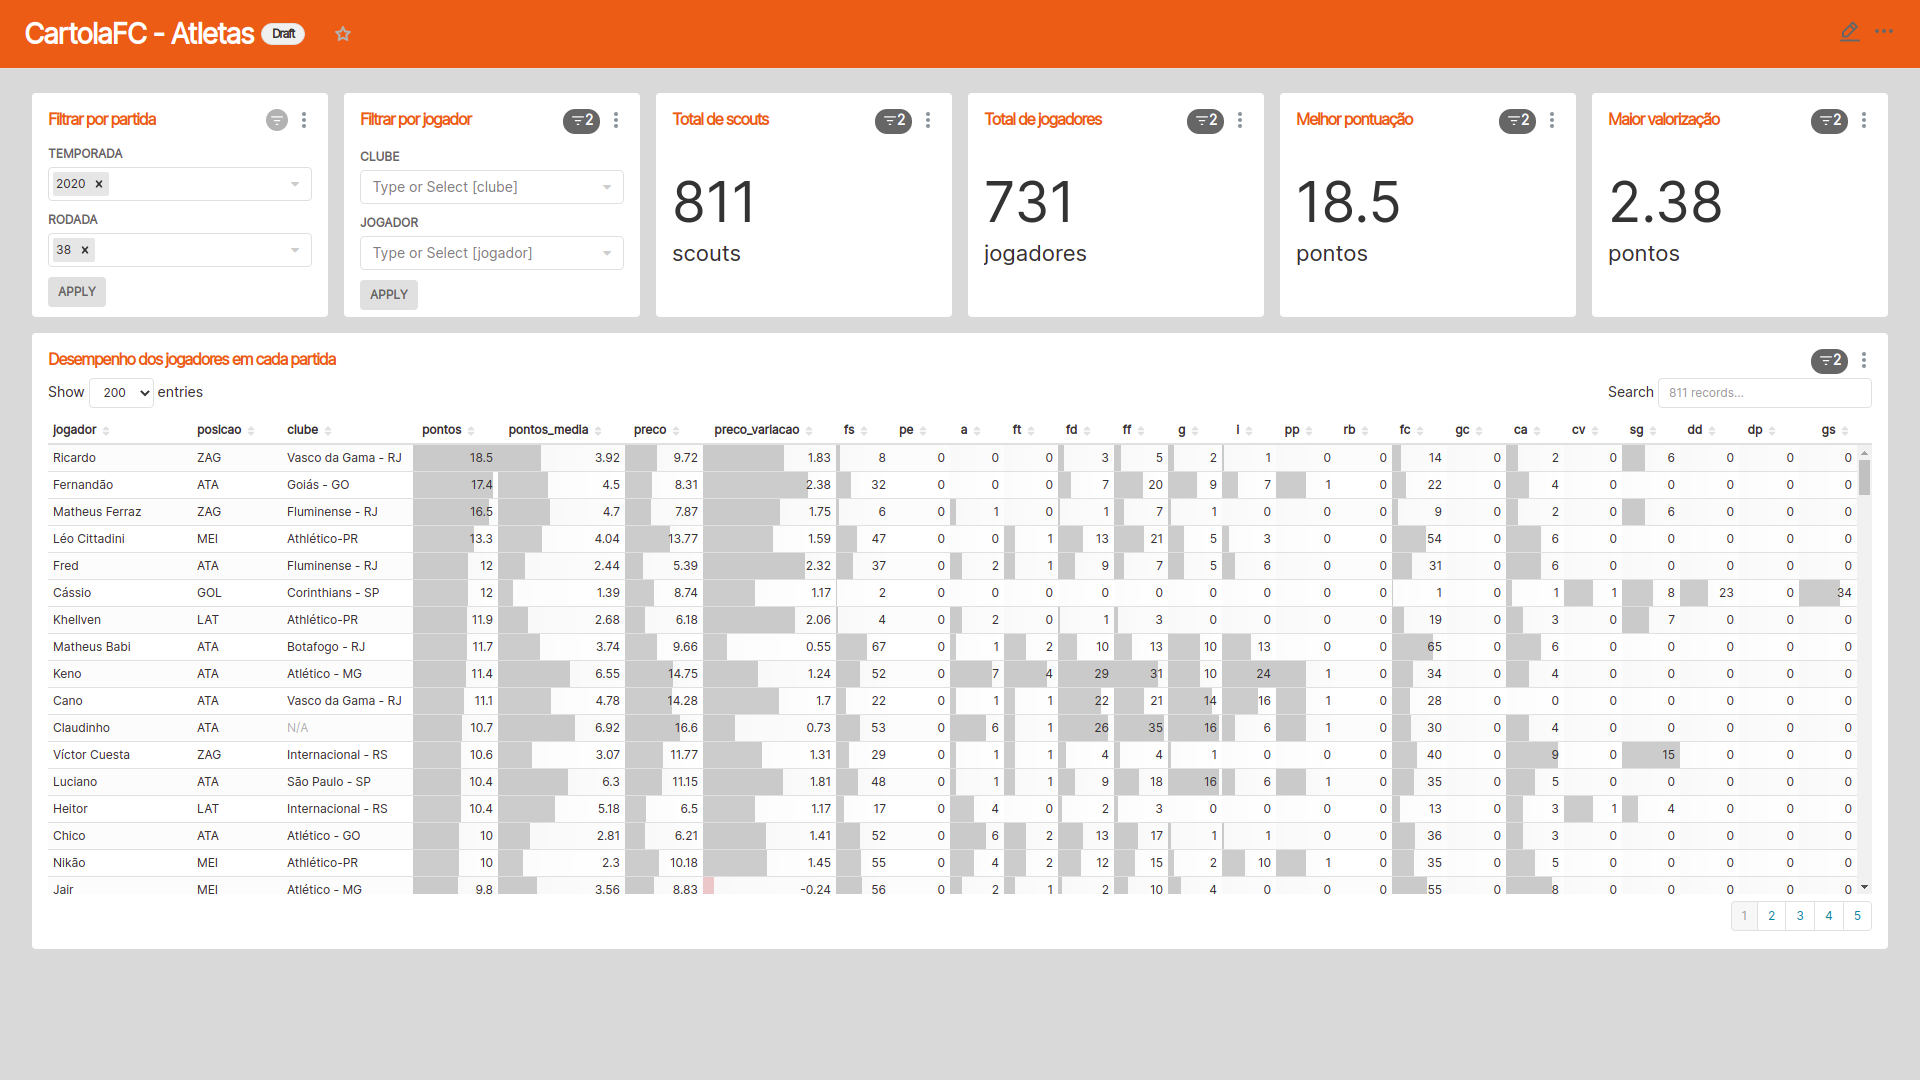 CartolaFC - Atletas Draft
Filtrar por partida
TEMPORADA
2020 ×
RODADA
38 ×
APPLY
Filtrar por jogador 2
CLUBE
Type or Select [clube]
JOGADOR
Type or Select [jogador]
APPLY
Total de scouts 2
811
scouts
Total de jogadores 2
731
jogadores
Melhor pontuação 2
18.5
pontos
Maior valorização 2
2.38
pontos
Desempenho dos jogadores em cada partida 2
Show 200 entries Search 811 records...
jogador posicao clube pontos pontos_media preco preco_variacao fs pe a ft fd ff g i pp rb fc gc ca cv sg dd dp gs
Ricardo ZAG Vasco da Gama - RJ 18.5 3.92 9.72 1.83 8 0 0 0 3 5 2 1 0 0 14 0 2 0 6 0 0 0
Fernandão ATA Goiás - GO 17.4 4.5 8.31 2.38 32 0 0 0 7 20 9 7 1 0 22 0 4 0 0 0 0 0
Matheus Ferraz ZAG Fluminense - RJ 16.5 4.7 7.87 1.75 6 0 1 0 1 7 1 0 0 0 9 0 2 0 6 0 0 0
Léo Cittadini MEI Athlético-PR 13.3 4.04 13.77 1.59 47 0 0 1 13 21 5 3 0 0 54 0 6 0 0 0 0 0
Fred ATA Fluminense - RJ 12 2.44 5.39 2.32 37 0 2 1 9 7 5 6 0 0 31 0 6 0 0 0 0 0
Cássio GOL Corinthians - SP 12 1.39 8.74 1.17 2 0 0 0 0 0 0 0 0 0 1 0 1 1 8 23 0 34
Khellven LAT Athlético-PR 11.9 2.68 6.18 2.06 4 0 2 0 1 3 0 0 0 0 19 0 3 0 7 0 0 0
Matheus Babi ATA Botafogo - RJ 11.7 3.74 9.66 0.55 67 0 1 2 10 13 10 13 0 0 65 0 6 0 0 0 0 0
Keno ATA Atlético - MG 11.4 6.55 14.75 1.24 52 0 7 4 29 31 10 24 1 0 34 0 4 0 0 0 0 0
Cano ATA Vasco da Gama - RJ 11.1 4.78 14.28 1.7 22 0 1 1 22 21 14 16 1 0 28 0 0 0 0 0 0 0
Claudinho ATA N/A 10.7 6.92 16.6 0.73 53 0 6 1 26 35 16 6 1 0 30 0 4 0 0 0 0 0
Víctor Cuesta ZAG Internacional - RS 10.6 3.07 11.77 1.31 29 0 1 1 4 4 1 0 0 0 40 0 9 0 15 0 0 0
Luciano ATA São Paulo - SP 10.4 6.3 11.15 1.81 48 0 1 1 9 18 16 6 1 0 35 0 5 0 0 0 0 0
Heitor LAT Internacional - RS 10.4 5.18 6.5 1.17 17 0 4 0 2 3 0 0 0 0 13 0 3 1 4 0 0 0
Chico ATA Atlético - GO 10 2.81 6.21 1.41 52 0 6 2 13 17 1 1 0 0 36 0 3 0 0 0 0 0
Nikão MEI Athlético-PR 10 2.3 10.18 1.45 55 0 4 2 12 15 2 10 1 0 35 0 5 0 0 0 0 0
Jair MEI Atlético - MG 9.8 3.56 8.83 -0.24 56 0 2 1 2 10 4 0 0 0 55 0 8 0 0 0 0 0
1 2 3 4 5